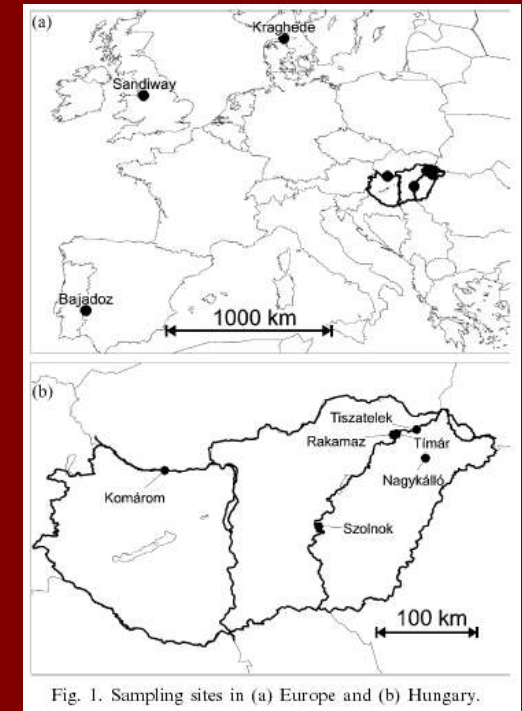 (a)
Kraghede
Sandiway
Bajadoz
1000 km
(b)
Tiszatelek
Rakamaz
Tímár
Nagykálló
Komárom
Szolnok
100 km
Fig. 1. Sampling sites in (a) Europe and (b) Hungary.